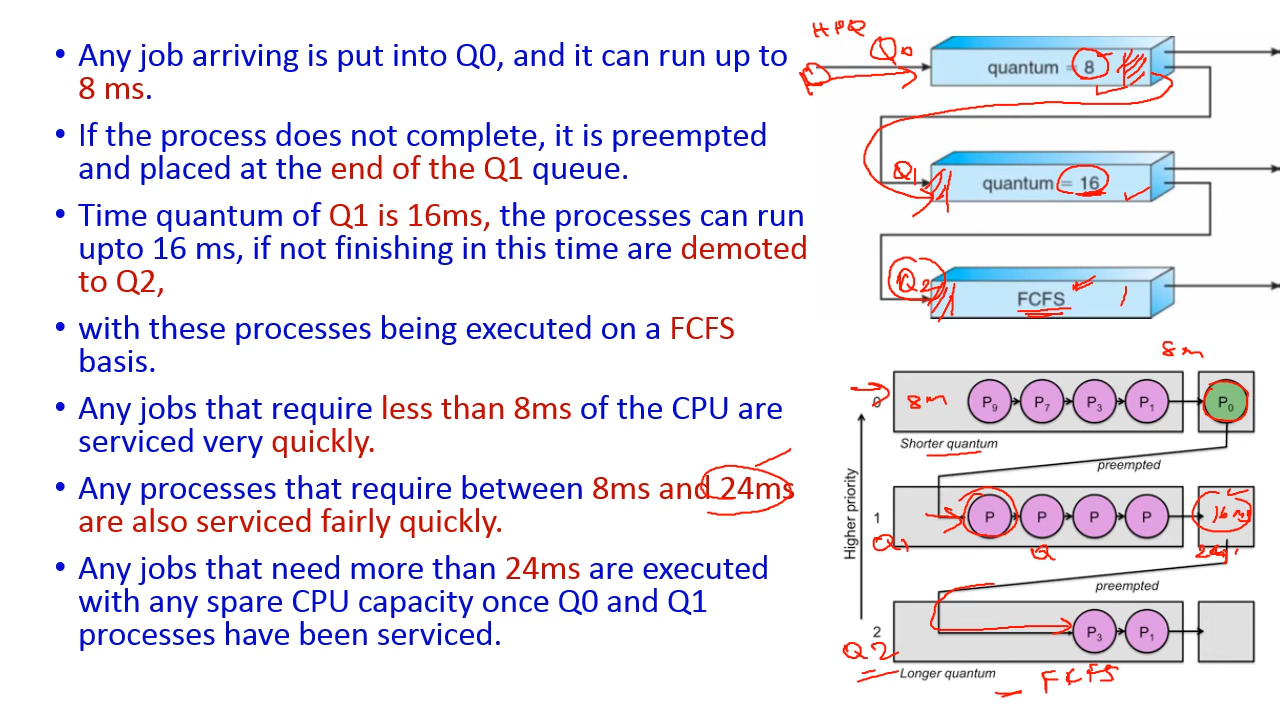 • Any job arriving is put into Q0, and it can run up to
8 ms.
• If the process does not complete, it is preempted
and placed at the end of the Q1 queue.
• Time quantum of Q1 is 16ms, the processes can run
upto 16 ms, if not finishing in this time are demoted
to Q2,
• with these processes being executed on a FCFS
basis.
• Any jobs that require less than 8ms of the CPU are
serviced very quickly.
• Any processes that require between 8ms and 24ms
are also serviced fairly quickly.
• Any jobs that need more than 24ms are executed
with any spare CPU capacity once Q0 and Q1
processes have been serviced.
HPQ
Q0
quantum = 8
Q1
quantum = 16
Q2
FCFS
8m
0
8m
P9
P7
P3
P1
P0
Shorter quantum
preempted
Higher priority
1
P
P
P
P
16ms
Q1
Q
preempted
2
P3
P1
Q2
Longer quantum
FCFS